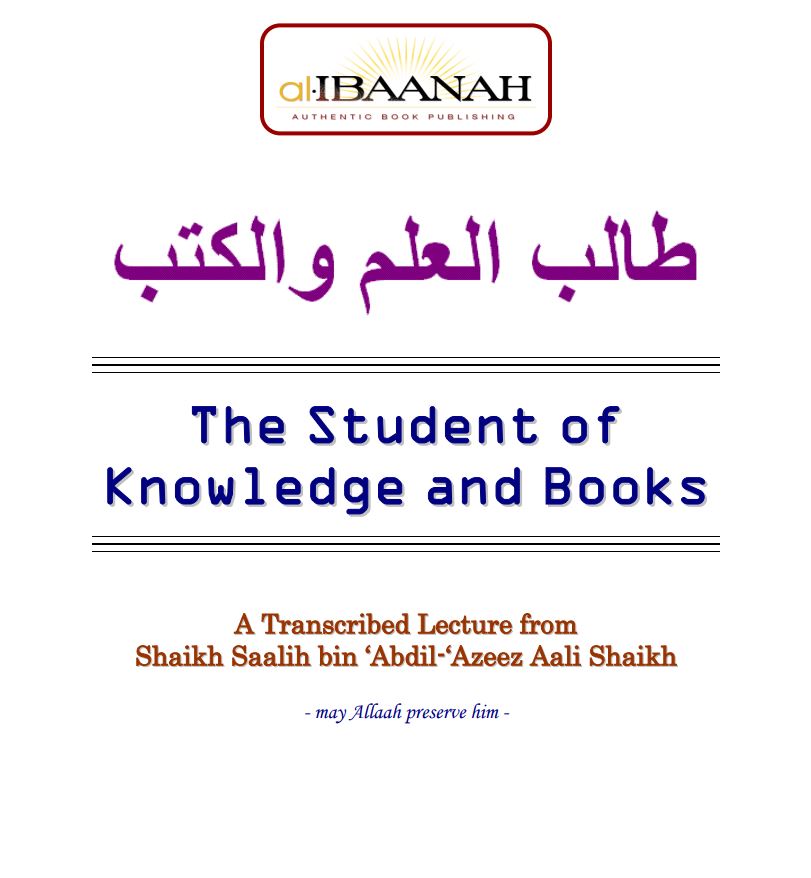 al-IBAANAH
AUTHENTIC BOOK PUBLISHING
طالب العلم والكتب
The Student of
Knowledge and Books
A Transcribed Lecture from
Shaikh Saalih bin ‘Abdil-‘Azeez Aali Shaikh
- may Allaah preserve him -